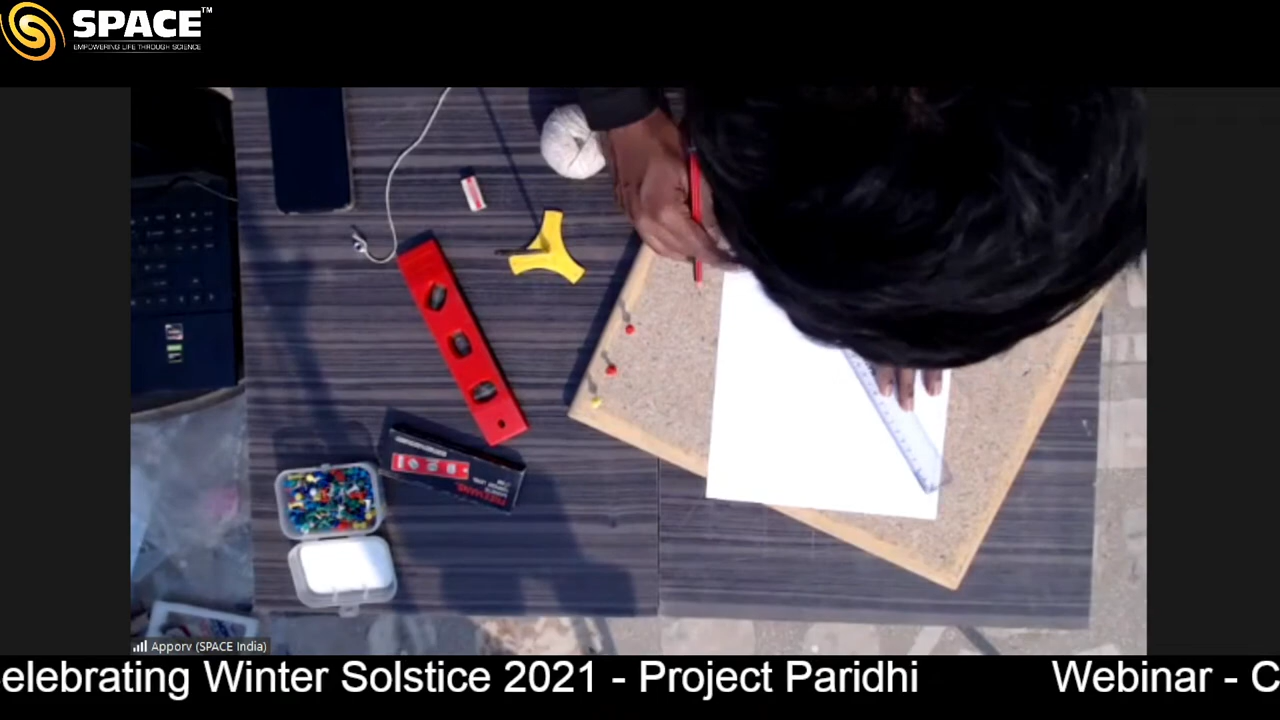 SPACE™
EMPOWERING LIFE THROUGH SCIENCE
Apporv (SPACE India)
elebrating Winter Solstice 2021 - Project Paridhi Webinar - C